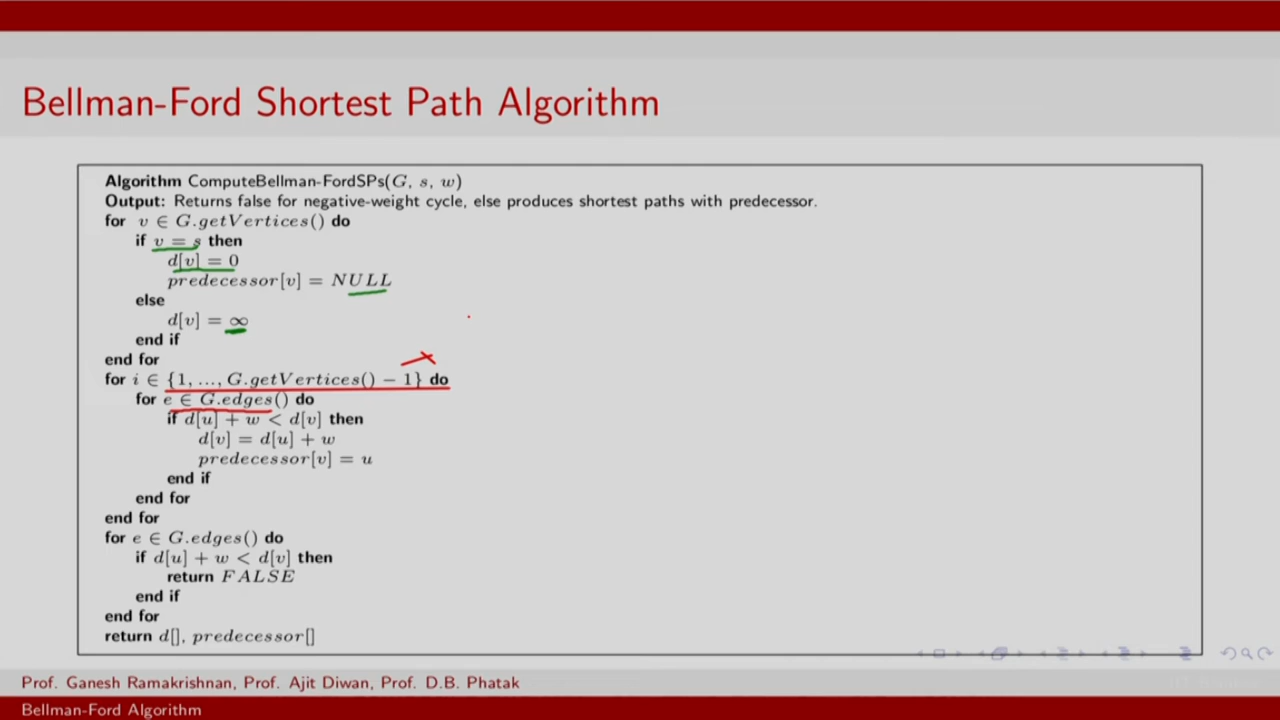 Bellman-Ford Shortest Path Algorithm
Algorithm ComputeBellman-FordSPs(G, s, w)
Output: Returns false for negative-weight cycle, else produces shortest paths with predecessor.
for v ∈ G.getVertices() do
if v = s then
d[v] = 0
predecessor[v] = NULL
else
d[v] = ∞
end if
end for
for i ∈ {1, ..., G.getVertices() − 1} do
for e ∈ G.edges() do
if d[u] + w < d[v] then
d[v] = d[u] + w
predecessor[v] = u
end if
end for
end for
for e ∈ G.edges() do
if d[u] + w < d[v] then
return FALSE
end if
end for
return d[], predecessor[]
Prof. Ganesh Ramakrishnan, Prof. Ajit Diwan, Prof. D.B. Phatak
Bellman-Ford Algorithm